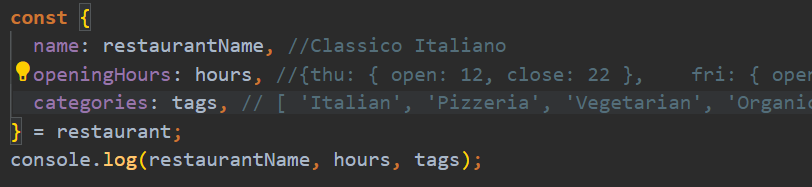 const {
name: restaurantName, //Classico Italiano
openingHours: hours, //{thu: { open: 12, close: 22 }, fri: { ope
categories: tags, // [ 'Italian', 'Pizzeria', 'Vegetarian', 'Organic
} = restaurant;
console.log(restaurantName, hours, tags);